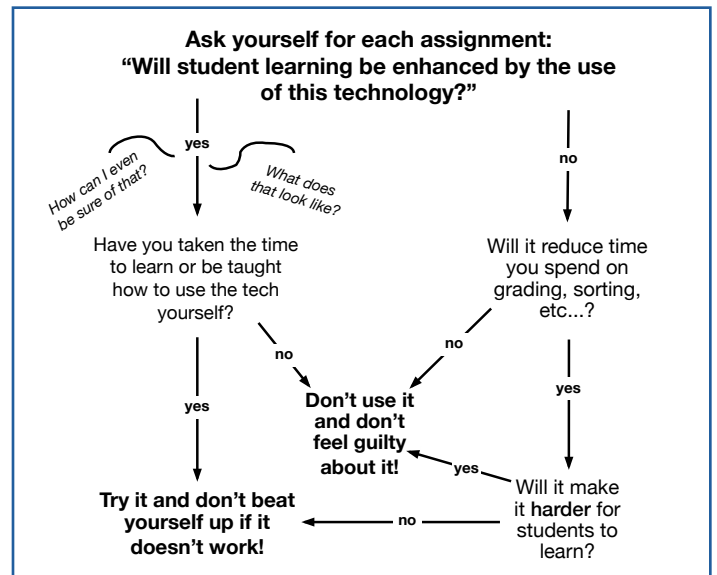 Ask yourself for each assignment:
“Will student learning be enhanced by the use
of this technology?”
yes
no
How can I even
be sure of that?
What does
that look like?
Have you taken the time
to learn or be taught
how to use the tech
yourself?
Will it reduce time
you spend on
grading, sorting,
etc...?
no
no
yes
yes
Don’t use it
and don’t
feel guilty
about it!
yes
Try it and don’t beat
yourself up if it
doesn’t work!
no
Will it make
it harder for
students to
learn?